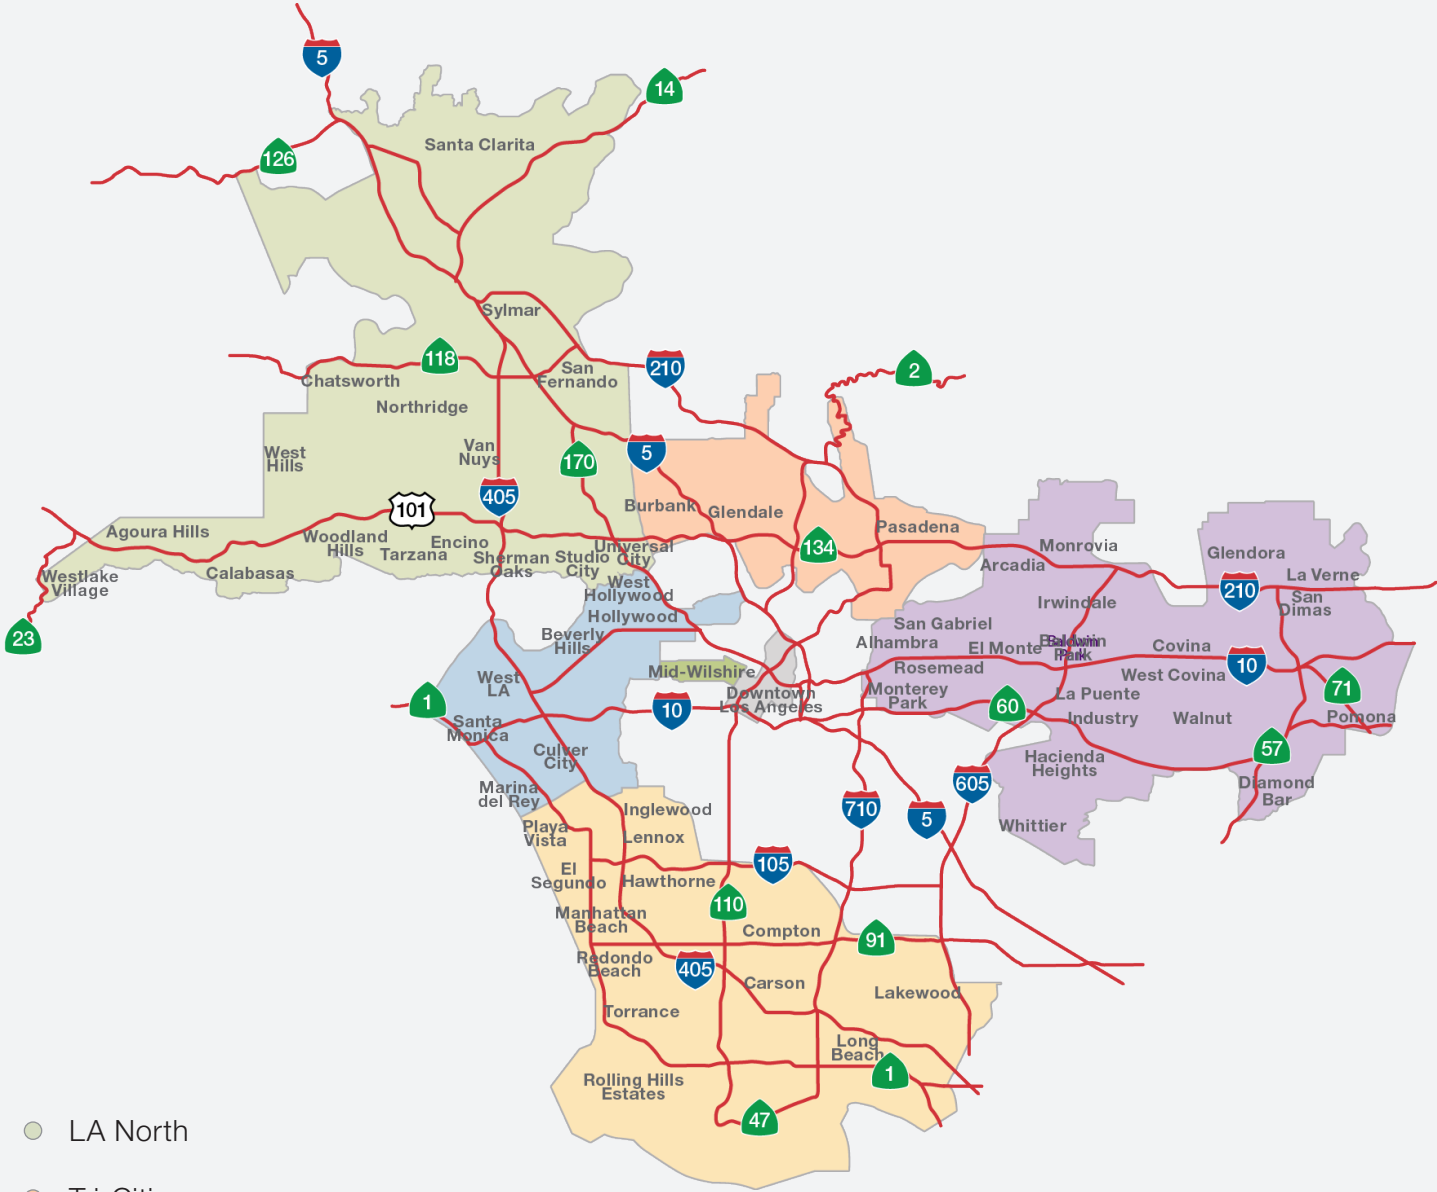 5
14
Santa Clarita
126
Sylmar
118
210
2
San
Fernando
Chatsworth
Northridge
Van
Nuys
West
Hills
170
5
405
101
Burbank
Glendale
Pasadena
134
Agoura Hills
Woodland
Hills
Tarzana
Encino
Sherman
Oaks
Studio
City
Universal
City
Calabasas
Westlake
Village
23
West
Hollywood
Hollywood
Beverly
Hills
Monrovia
Arcadia
Glendora
La Verne
210
San
Dimas
Irwindale
San Gabriel
Alhambra
El Monte
Baldwin
Park
Covina
Rosemead
West Covina
10
71
Mid-Wilshire
West
LA
1
Downtown
Los Angeles
Monterey
Park
La Puente
60
Industry
Walnut
Pomona
10
Santa
Monica
Culver
City
57
Hacienda
Heights
605
Diamond
Bar
Marina
del Rey
Inglewood
710
5
Whittier
Playa
Vista
Lennox
105
El
Segundo
Hawthorne
110
Manhattan
Beach
Compton
91
Redondo
Beach
405
Carson
Lakewood
Torrance
Long
Beach
1
Rolling Hills
Estates
47
LA North